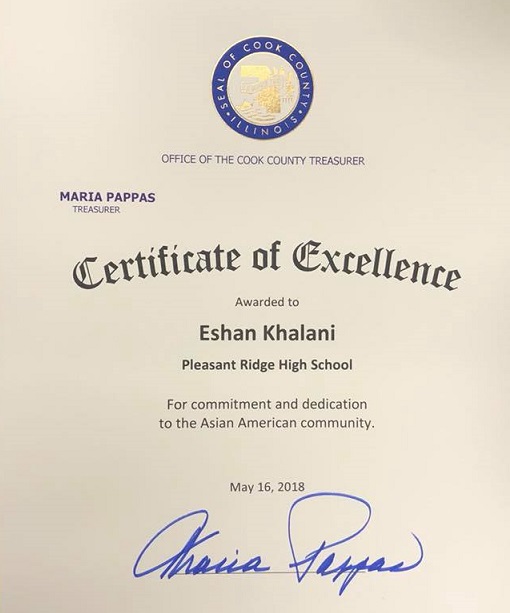 SEAL OF COOK COUNTY
ILLINOIS
OFFICE OF THE COOK COUNTY TREASURER
MARIA PAPPAS
TREASURER
Certificate of Excellence
Awarded to
Eshan Khalani
Pleasant Ridge High School
For commitment and dedication
to the Asian American community.
May 16, 2018
Maria Pappas